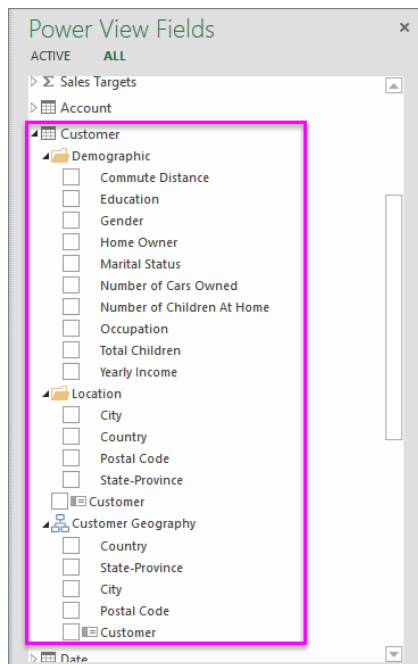 Power View Fields
ACTIVE ALL
Σ Sales Targets
Account
Customer
Demographic
Commute Distance
Education
Gender
Home Owner
Marital Status
Number of Cars Owned
Number of Children At Home
Occupation
Total Children
Yearly Income
Location
City
Country
Postal Code
State-Province
Customer
Customer Geography
Country
State-Province
City
Postal Code
Customer
Date